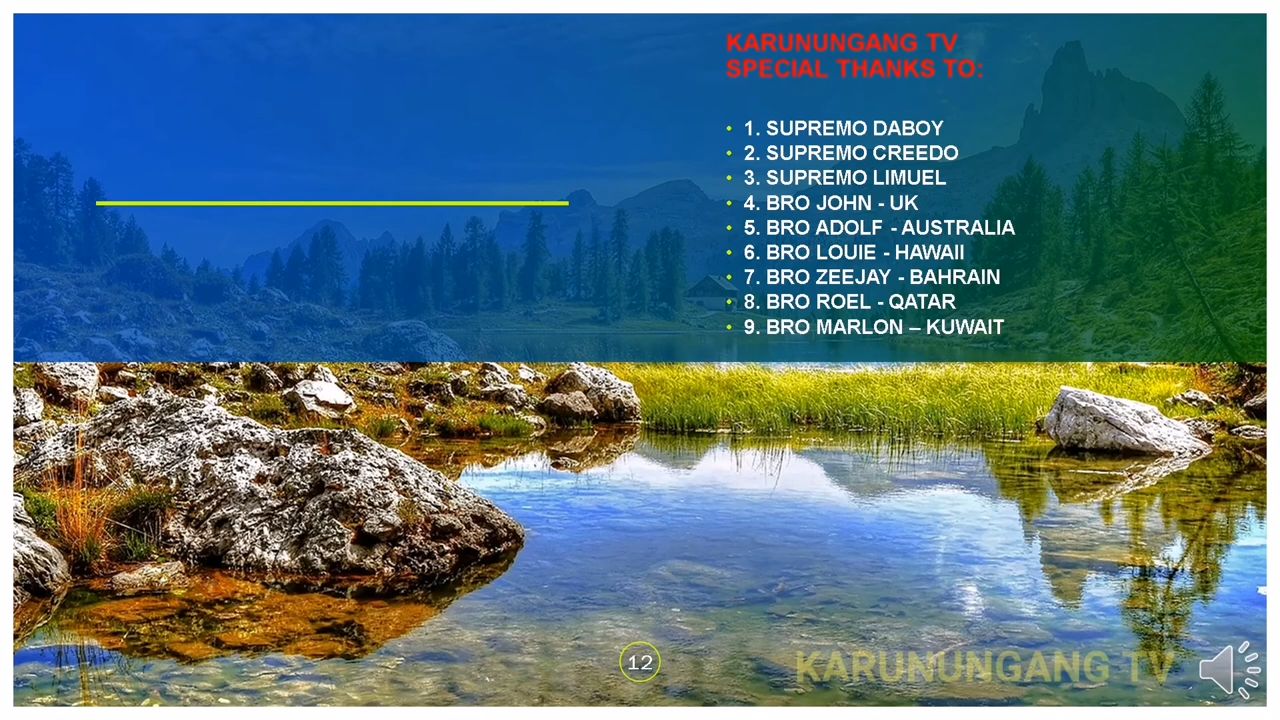 KARUNUNGANG TV
SPECIAL THANKS TO:
• 1. SUPREMO DABOY
• 2. SUPREMO CREEDO
• 3. SUPREMO LIMUEL
• 4. BRO JOHN - UK
• 5. BRO ADOLF - AUSTRALIA
• 6. BRO LOUIE - HAWAII
• 7. BRO ZEEJAY - BAHRAIN
• 8. BRO ROEL - QATAR
• 9. BRO MARLON – KUWAIT
12
KARUNUNGANG TV